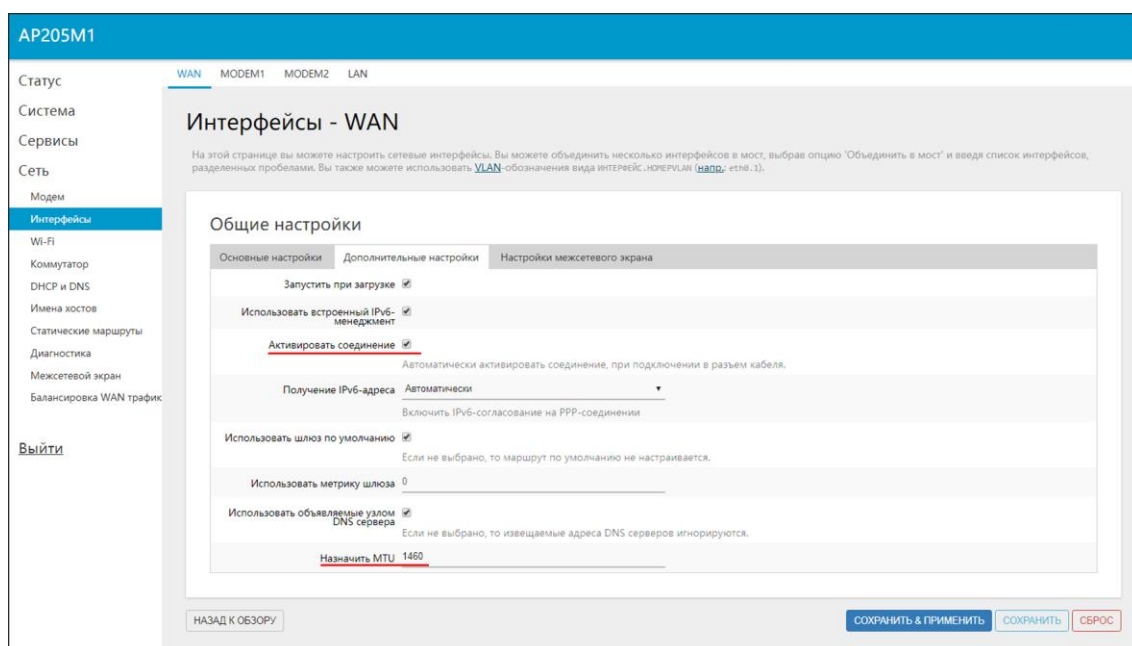 AP205M1
Статус
Система
Сервисы
Сеть
Модем
Интерфейсы
Wi-Fi
Коммутатор
DHCP и DNS
Имена хостов
Статические маршруты
Диагностика
Межсетевой экран
Балансировка WAN трафик
Выйти
WAN MODEM1 MODEM2 LAN
Интерфейсы - WAN
На этой странице вы можете настроить сетевые интерфейсы. Вы можете объединить несколько интерфейсов в мост, выбрав опцию 'Объединить в мост' и введя список интерфейсов,
разделенных пробелами. Вы также можете использовать VLAN-обозначения вида ИНТЕРФЕЙС.НОМЕРVLAN (напр.: eth0.1).
Общие настройки
Основные настройки Дополнительные настройки Настройки межсетевого экрана
Запустить при загрузке
Использовать встроенный IPv6-
менеджмент
Активировать соединение
Автоматически активировать соединение, при подключении в разъем кабеля.
Получение IPv6-адреса Автоматически
Включить IPv6-согласование на PPP-соединении
Использовать шлюз по умолчанию
Если не выбрано, то маршрут по умолчанию не настраивается.
Использовать метрику шлюза 0
Использовать объявляемые узлом
DNS сервера
Если не выбрано, то извещаемые адреса DNS серверов игнорируются.
Назначить MTU 1460
НАЗАД К ОБЗОРУ СОХРАНИТЬ & ПРИМЕНИТЬ СОХРАНИТЬ СБРОС